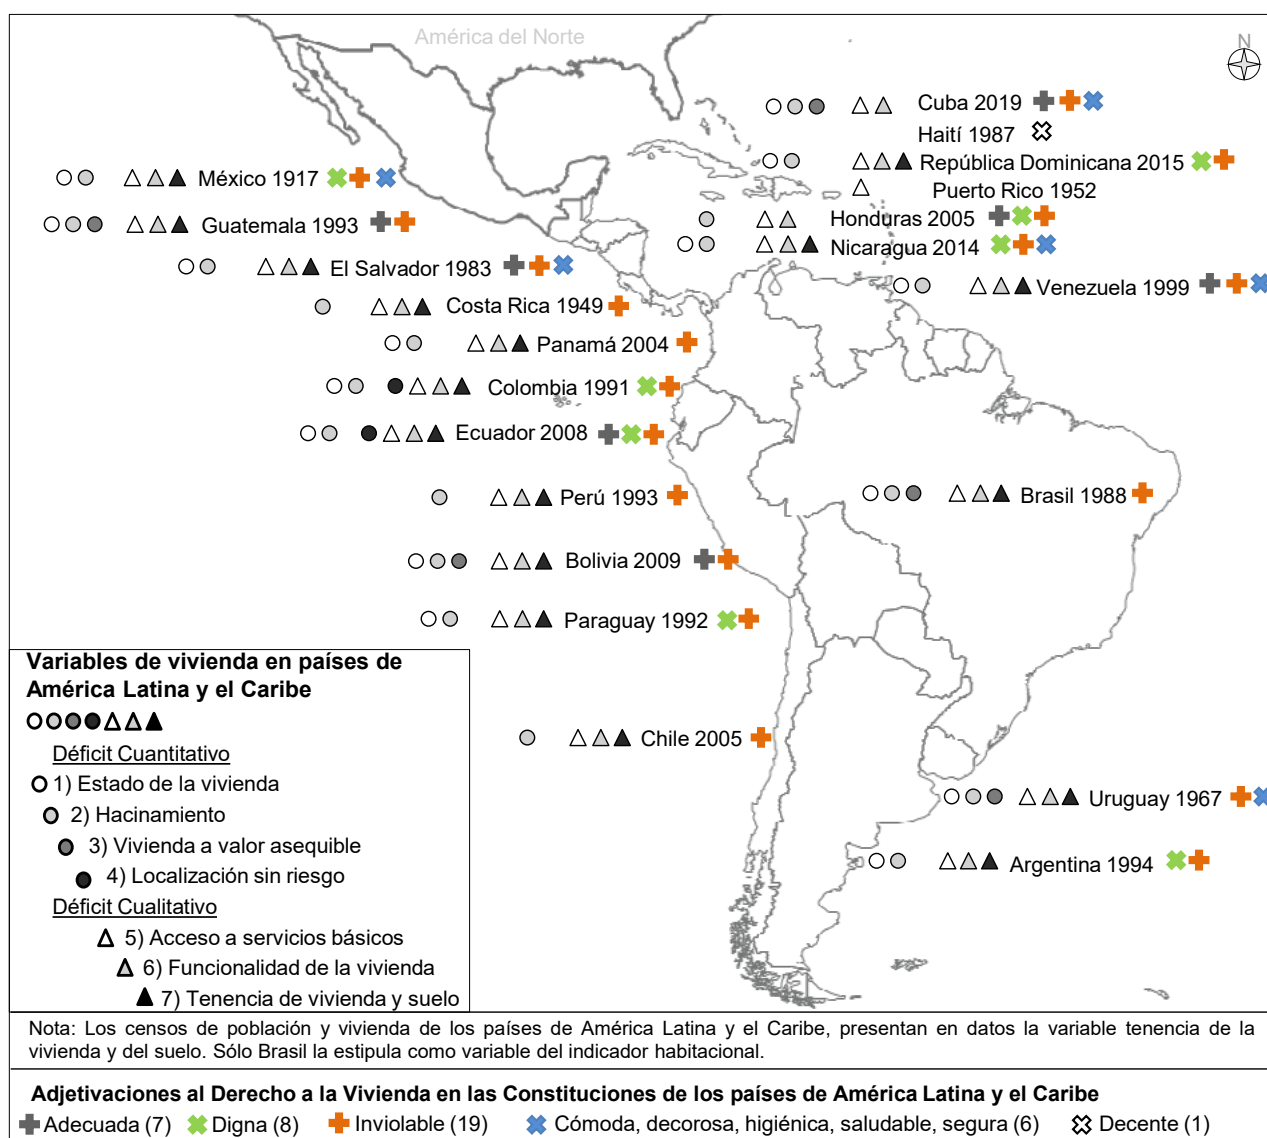 América del Norte
N
Cuba 2019
Haití 1987
República Dominicana 2015
Puerto Rico 1952
México 1917
Guatemala 1993
Honduras 2005
Nicaragua 2014
El Salvador 1983
Venezuela 1999
Costa Rica 1949
Panamá 2004
Colombia 1991
Ecuador 2008
Perú 1993
Brasil 1988
Bolivia 2009
Paraguay 1992
Chile 2005
Uruguay 1967
Argentina 1994
Variables de vivienda en países de
América Latina y el Caribe
Déficit Cuantitativo
1) Estado de la vivienda
2) Hacinamiento
3) Vivienda a valor asequible
4) Localización sin riesgo
Déficit Cualitativo
5) Acceso a servicios básicos
6) Funcionalidad de la vivienda
7) Tenencia de vivienda y suelo
Nota: Los censos de población y vivienda de los países de América Latina y el Caribe, presentan en datos la variable tenencia de la
vivienda y del suelo. Sólo Brasil la estipula como variable del indicador habitacional.
Adjetivaciones al Derecho a la Vivienda en las Constituciones de los países de América Latina y el Caribe
Adecuada (7) Digna (8) Inviolable (19) Cómoda, decorosa, higiénica, saludable, segura (6) Decente (1)